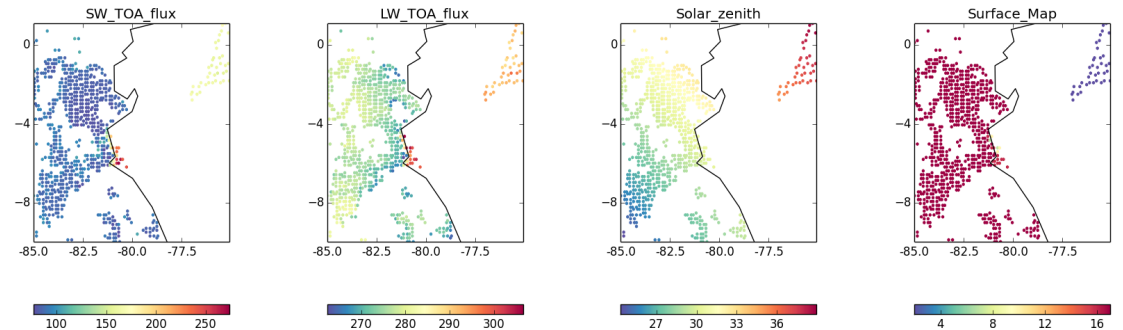 SW_TOA_flux LW_TOA_flux Solar_zenith Surface_Map
0 0 0 0
−4 −4 −4 −4
−8 −8 −8 −8
-85.0 -82.5 -80.0 -77.5 -85.0 -82.5 -80.0 -77.5 -85.0 -82.5 -80.0 -77.5 -85.0 -82.5 -80.0 -77.5
100 150 200 250 270 280 290 300 27 30 33 36 4 8 12 16